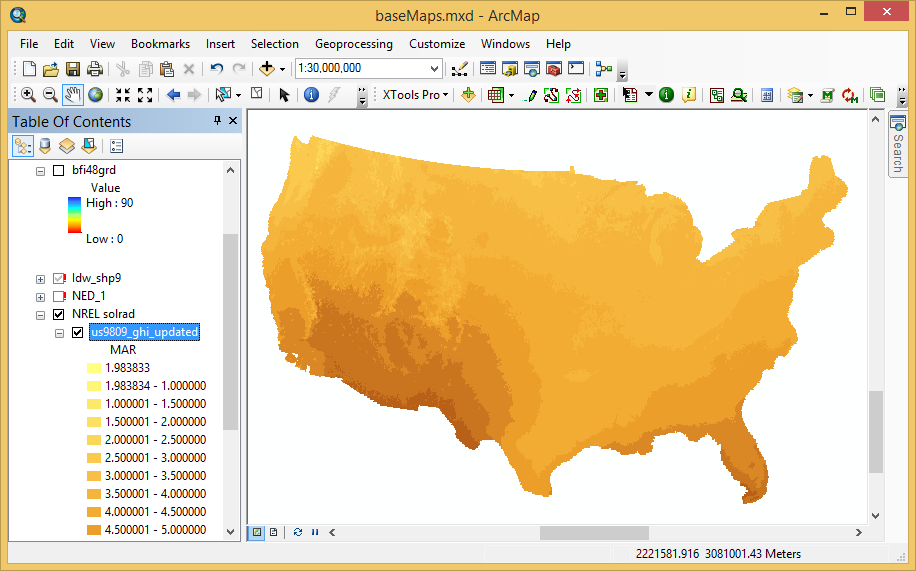 baseMaps.mxd - ArcMap
File Edit View Bookmarks Insert Selection Geoprocessing Customize Windows Help
1:30,000,000
XTools Pro
Table Of Contents
bfi48grd
Value
High : 90
Low : 0
ldw_shp9
NED_1
NREL solrad
us9809_ghi_updated
MAR
1.983833
1.983834 - 1.000000
1.000001 - 1.500000
1.500001 - 2.000000
2.000001 - 2.500000
2.500001 - 3.000000
3.000001 - 3.500000
3.500001 - 4.000000
4.000001 - 4.500000
4.500001 - 5.000000
Search
2221581.916 3081001.43 Meters